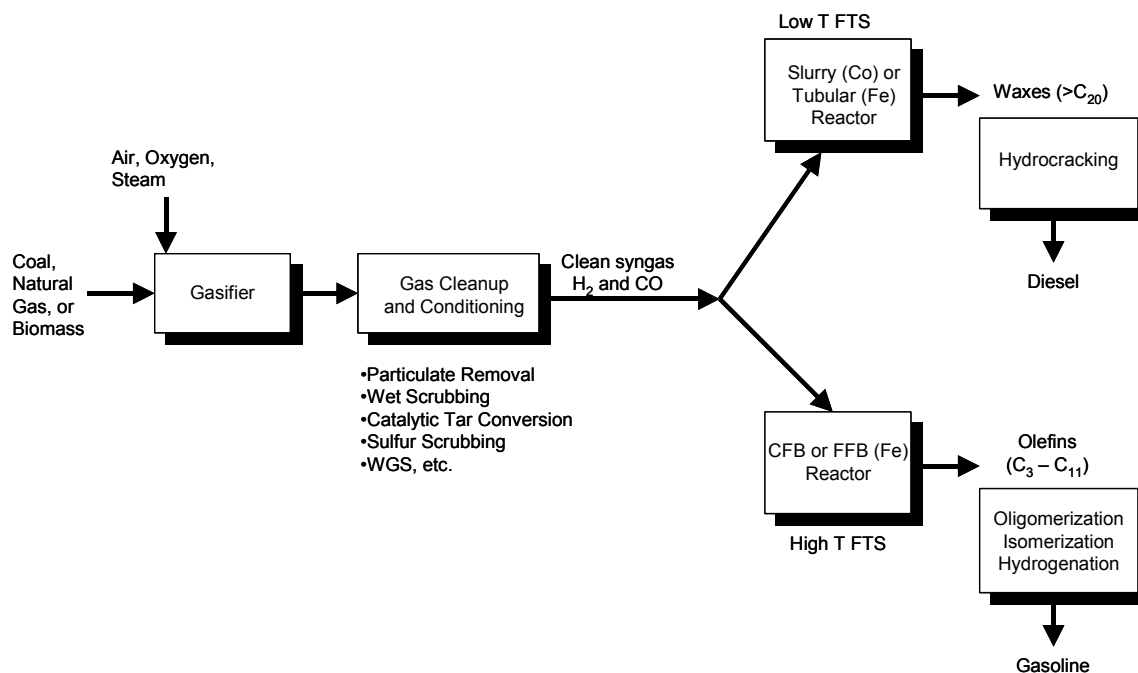 Low T FTS
Slurry (Co) or
Tubular (Fe)
Reactor
Waxes (>C20)
Hydrocracking
Diesel
Air, Oxygen,
Steam
Coal,
Natural
Gas, or
Biomass
Gasifier
Gas Cleanup
and Conditioning
Clean syngas
H2 and CO
•Particulate Removal
•Wet Scrubbing
•Catalytic Tar Conversion
•Sulfur Scrubbing
•WGS, etc.
CFB or FFB (Fe)
Reactor
High T FTS
Olefins
(C3 – C11)
Oligomerization
Isomerization
Hydrogenation
Gasoline